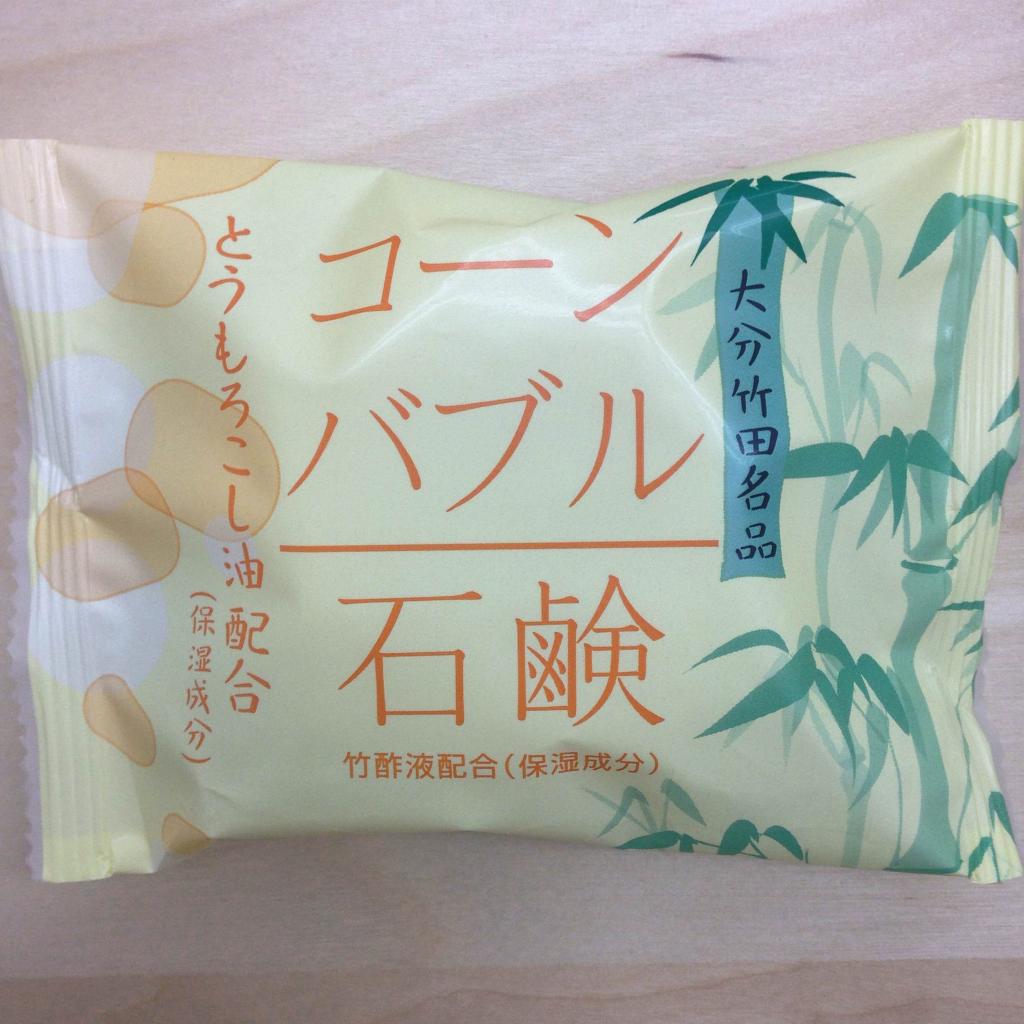 コーン
バブル
石鹸
竹酢液配合(保湿成分)
大分竹田名品
とうもろこし油配合
(保湿成分)